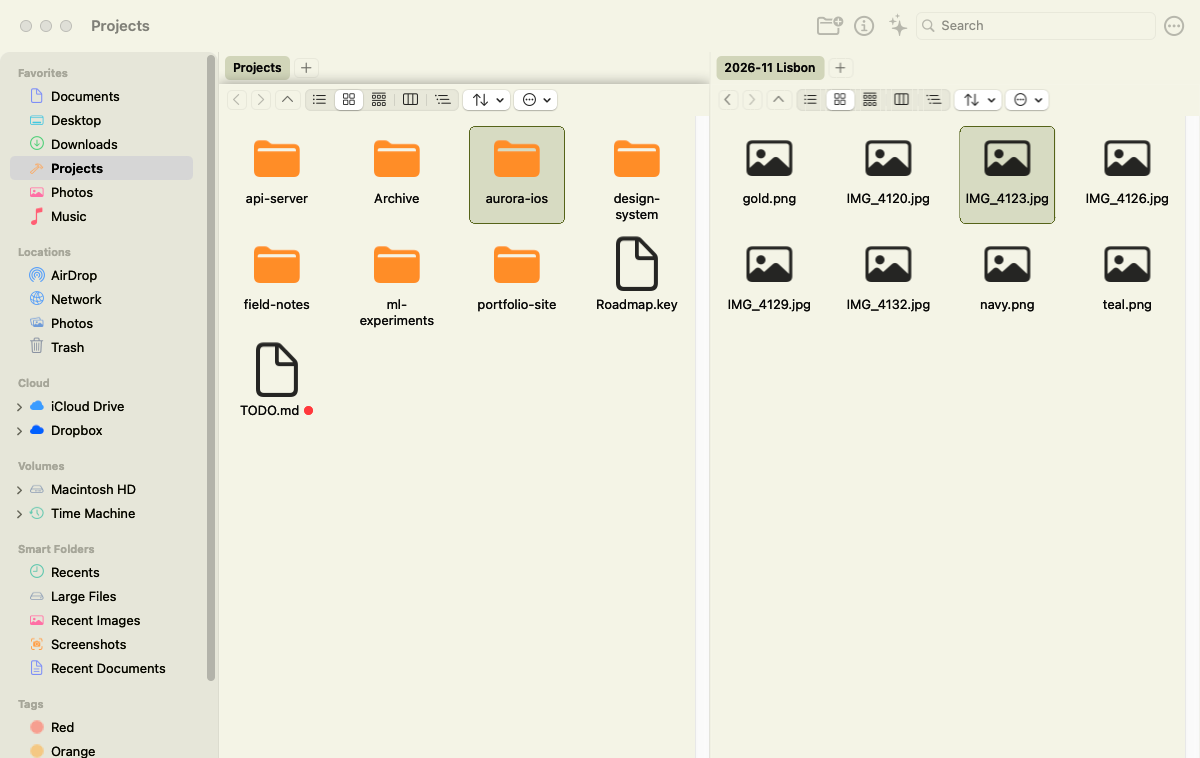 Projects
Search
Favorites
Documents
Desktop
Downloads
Projects
Photos
Music
Locations
AirDrop
Network
Photos
Trash
Cloud
iCloud Drive
Dropbox
Volumes
Macintosh HD
Time Machine
Smart Folders
Recents
Large Files
Recent Images
Screenshots
Recent Documents
Tags
Red
Orange
Projects
api-server
Archive
aurora-ios
design-
system
field-notes
ml-
experiments
portfolio-site
Roadmap.key
TODO.md
2026-11 Lisbon
gold.png
IMG_4120.jpg
IMG_4123.jpg
IMG_4126.jpg
IMG_4129.jpg
IMG_4132.jpg
navy.png
teal.png